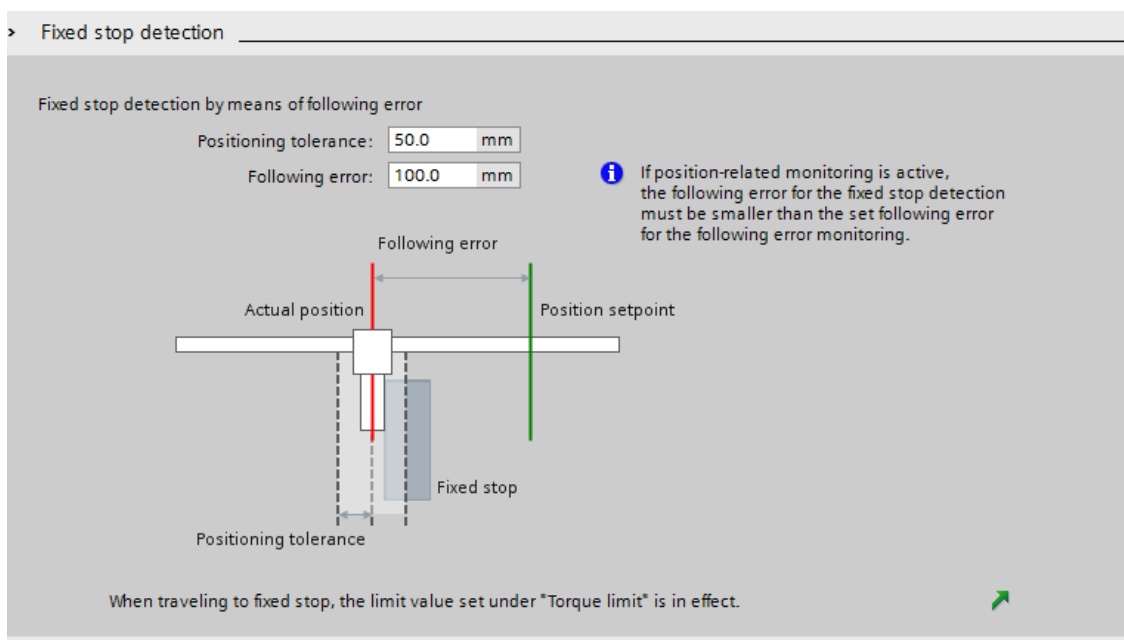 Fixed stop detection
Fixed stop detection by means of following error
Positioning tolerance: 50.0 mm
Following error: 100.0 mm
If position-related monitoring is active,
the following error for the fixed stop detection
must be smaller than the set following error
for the following error monitoring.
Following error
Actual position
Position setpoint
Fixed stop
Positioning tolerance
When traveling to fixed stop, the limit value set under "Torque limit" is in effect.